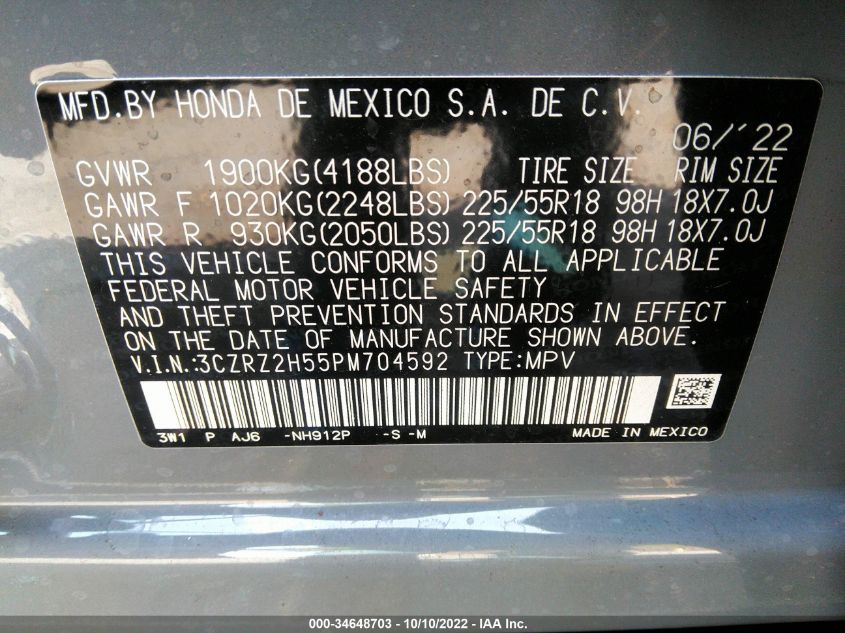 MFD.BY HONDA DE MEXICO S.A. DE C.V.
06/'22
GVWR 1900KG(4188LBS) TIRE SIZE RIM SIZE
GAWR F 1020KG(2248LBS) 225/55R18 98H 18X7.0J
GAWR R 930KG(2050LBS) 225/55R18 98H 18X7.0J
THIS VEHICLE CONFORMS TO ALL APPLICABLE
FEDERAL MOTOR VEHICLE SAFETY
AND THEFT PREVENTION STANDARDS IN EFFECT
ON THE DATE OF MANUFACTURE SHOWN ABOVE.
V.I.N.:3CZRZ2H55PM704592 TYPE:MPV
3W1 P AJ6 -NH912P -S -M MADE IN MEXICO
000-34648703 - 10/10/2022 - IAA Inc.